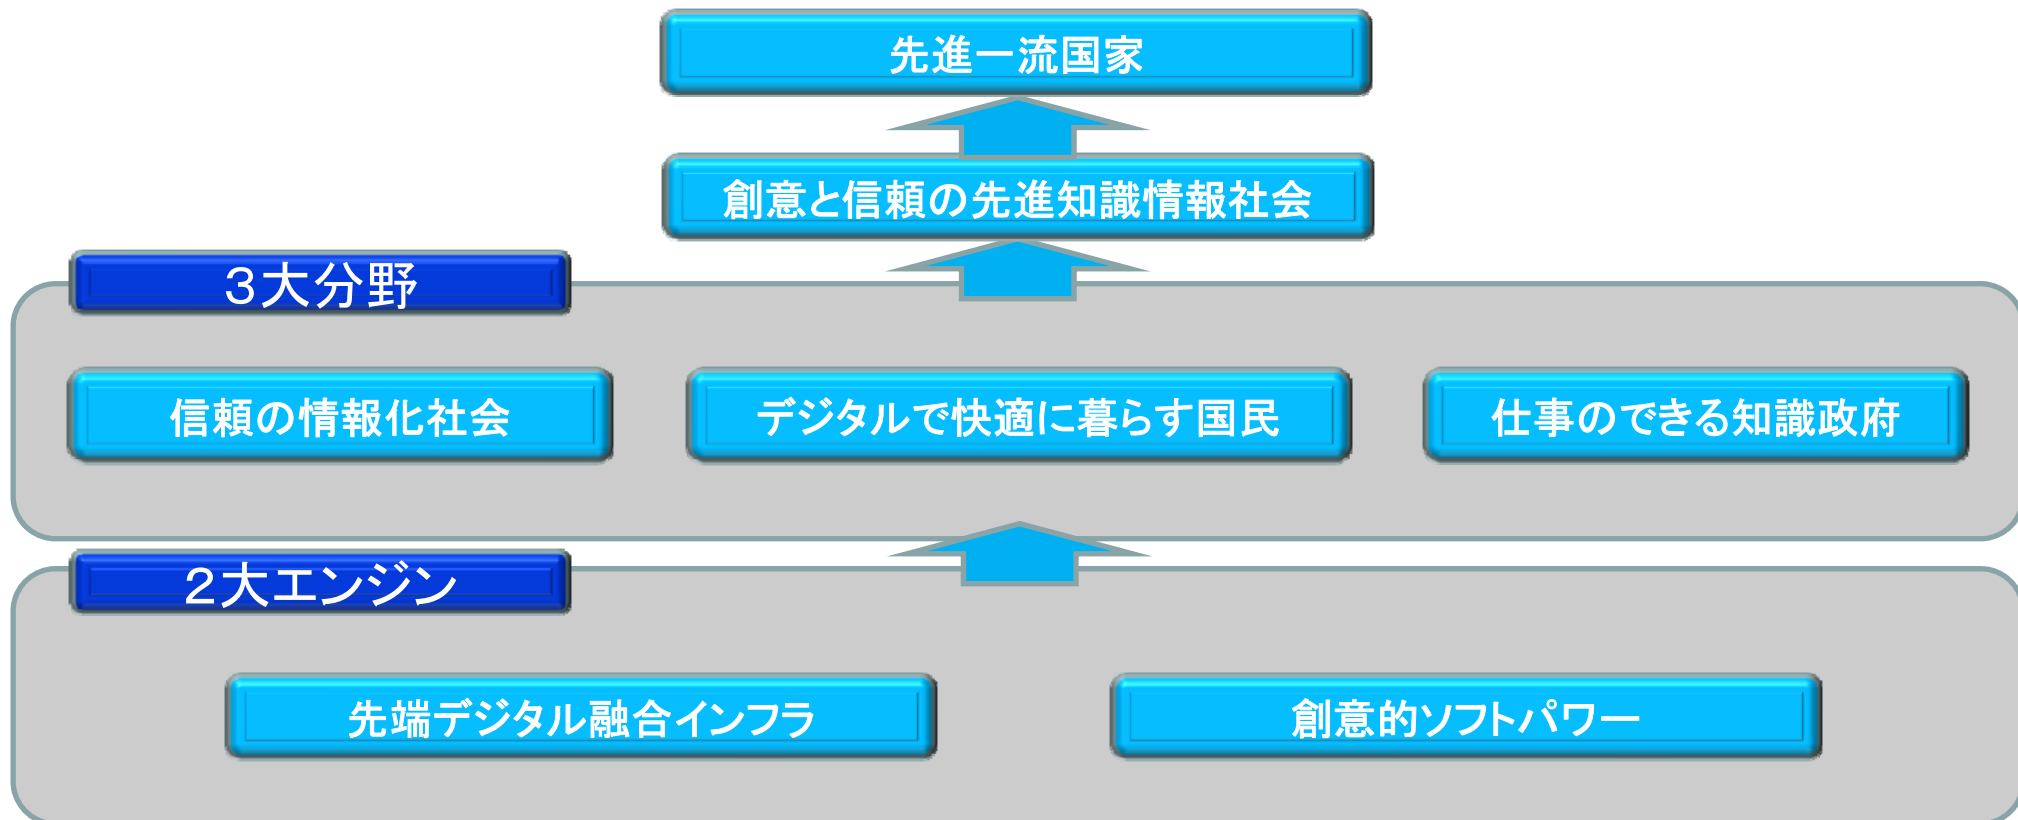 先進一流国家
創意と信頼の先進知識情報社会
３大分野
信頼の情報化社会
デジタルで快適に暮らす国民
仕事のできる知識政府
２大エンジン
先端デジタル融合インフラ
創意的ソフトパワー